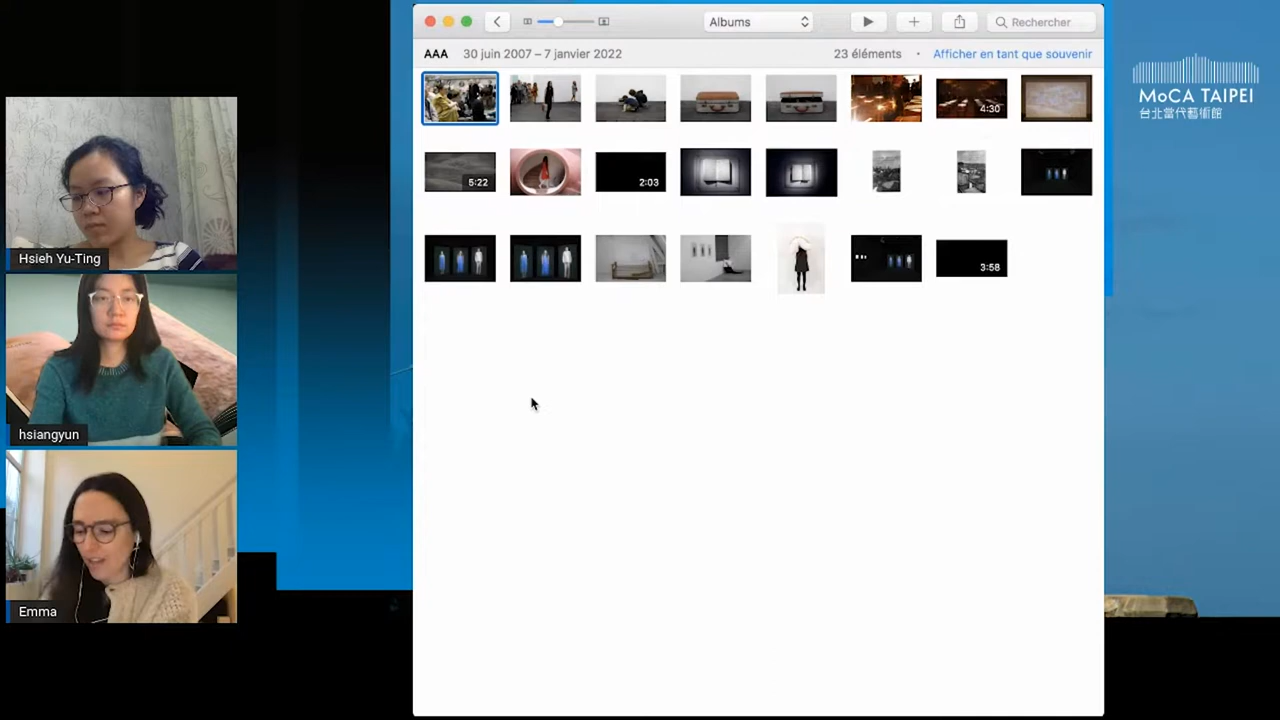 Albums
Rechercher
AAA 30 juin 2007 – 7 janvier 2022 23 éléments · Afficher en tant que souvenir
4:30
5:22
2:03
3:58
Hsieh Yu-Ting
hsiangyun
Emma
MoCA TAIPEI
台北當代藝術館